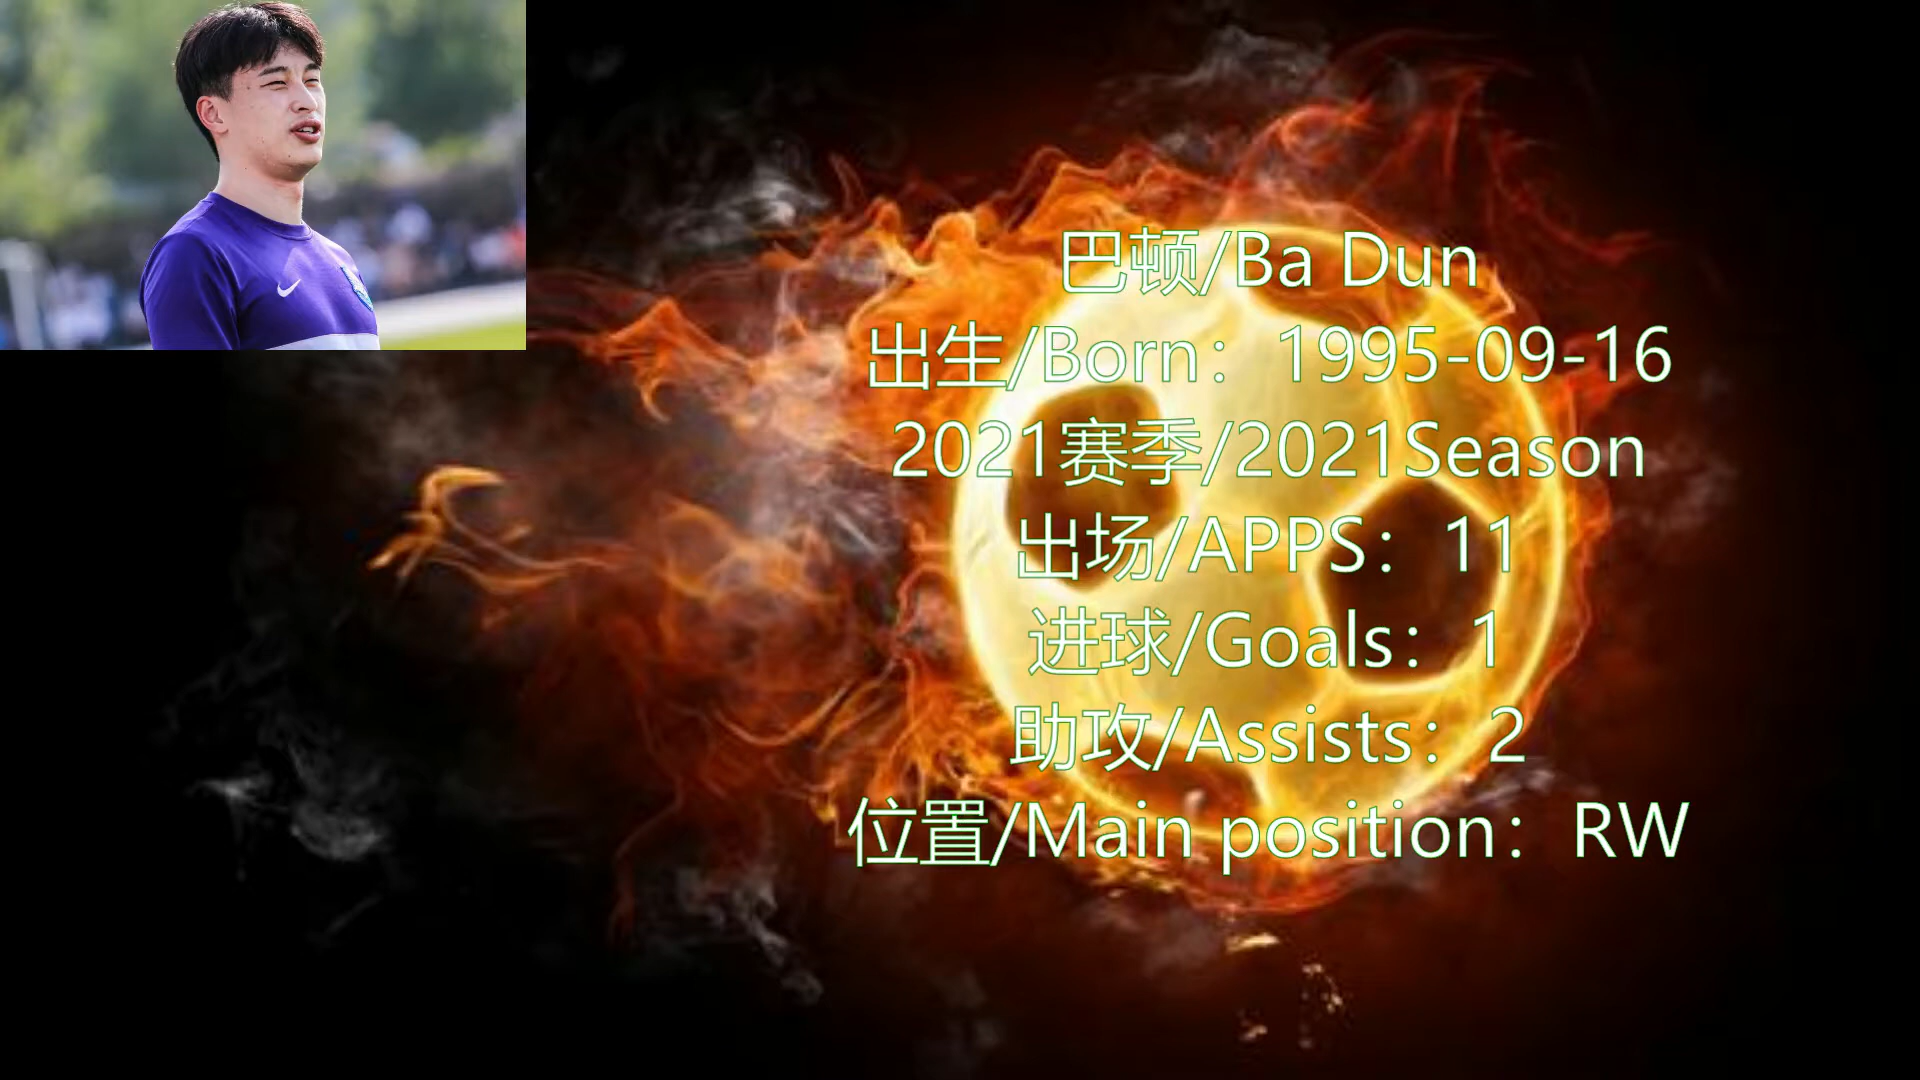 巴顿/Ba Dun
出生/Born：1995-09-16
2021赛季/2021Season
出场/APPS：11
进球/Goals：1
助攻/Assists：2
位置/Main position：RW